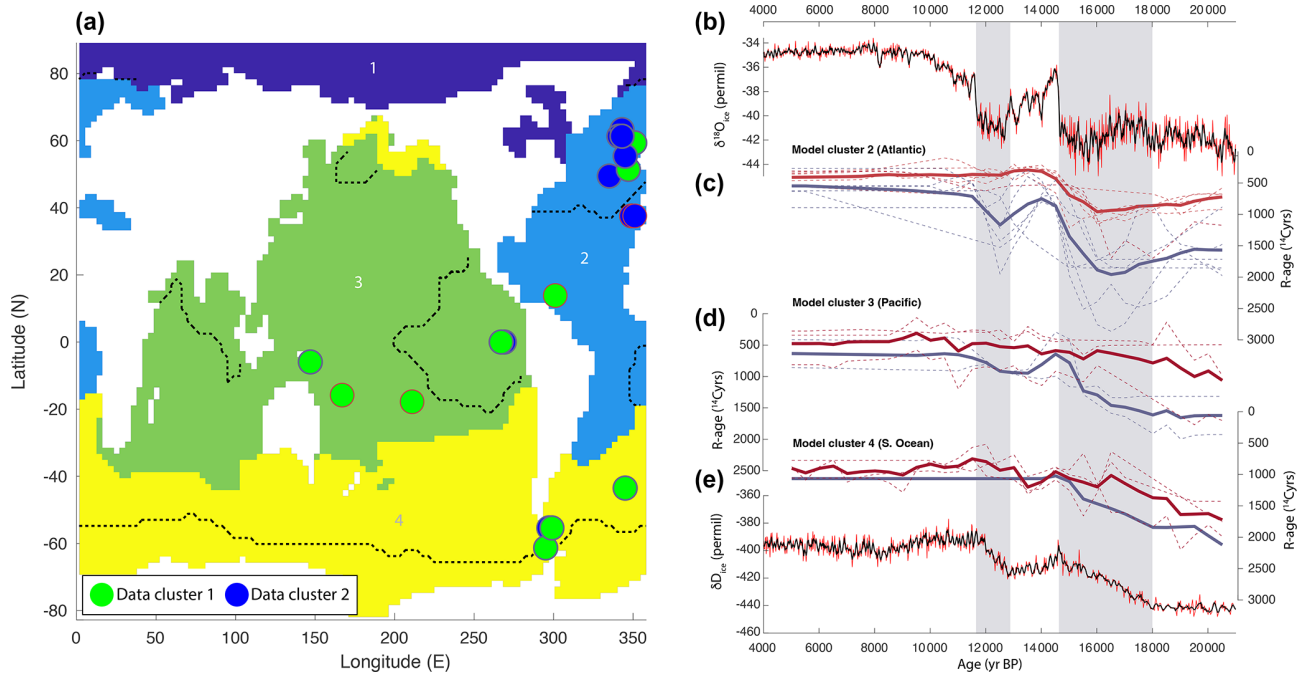 (a)
1
2
3
4
80
60
40
20
0
-20
-40
-60
-80
Latitude (N)
0
50
100
150
200
250
300
350
Longitude (E)
Data cluster 1
Data cluster 2
4000 6000 8000 10 000 12 000 14 000 16 000 18 000 20 000
(b)
-34
-36
-38
-40
-42
-44
δ¹⁸Oice (permil)
Model cluster 2 (Atlantic)
(c)
0
500
1000
1500
2000
2500
3000
R-age (¹⁴Cyrs)
Model cluster 3 (Pacific)
(d)
0
500
1000
1500
2000
2500
R-age (¹⁴Cyrs)
Model cluster 4 (S. Ocean)
(e)
0
500
1000
1500
2000
2500
3000
R-age (¹⁴Cyrs)
-360
-380
-400
-420
-440
-460
δDice (permil)
4000 6000 8000 10 000 12 000 14 000 16 000 18 000 20 000
Age (yr BP)